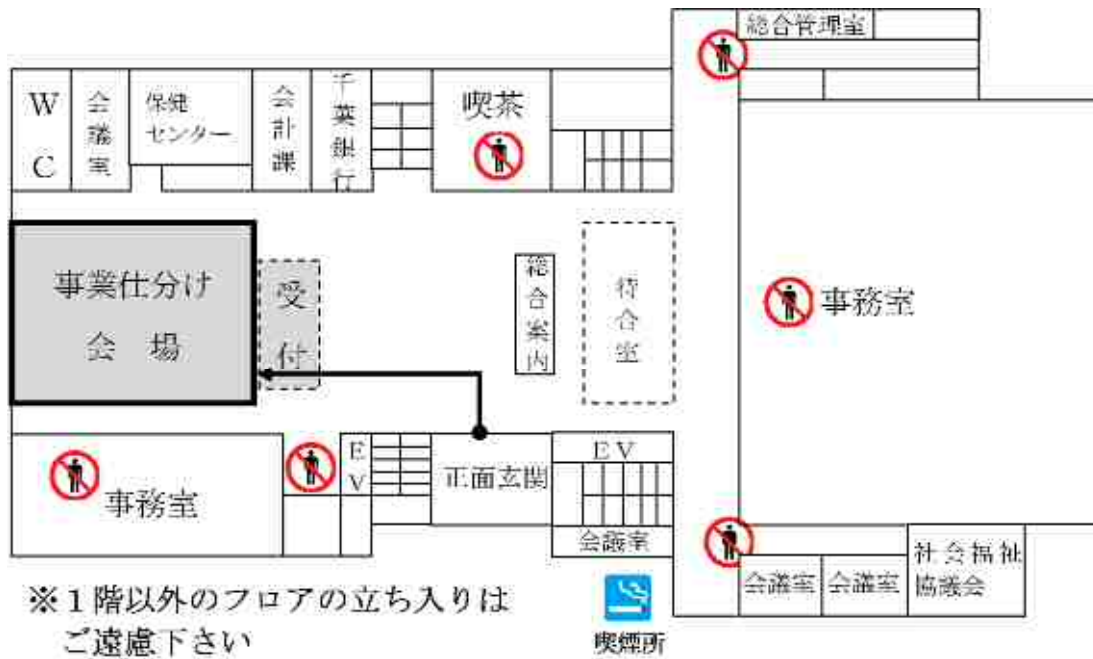 総合管理室
WC
会議室
保健
センター
会計課
千葉銀行
喫茶
事業仕分け
会 場
受付
総合案内
待合室
事務室
事務室
EV
正面玄関
EV
会議室
会議室
会議室
社会福祉
協議会
※1階以外のフロアの立ち入りは
ご遠慮下さい
喫煙所